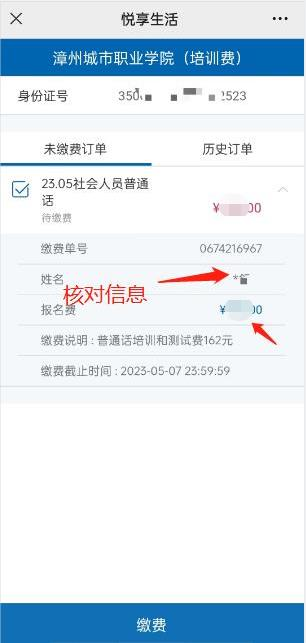 悦享生活
漳州城市职业学院（培训费）
身份证号 350 2523
未缴费订单 历史订单
23.05社会人员普通
话
待缴费
¥ 00
缴费单号 0674216967
姓名 *
核对信息
报名费 ¥ 00
缴费说明：普通话培训和测试费162元
缴费截止时间：2023-05-07 23:59:59
缴费